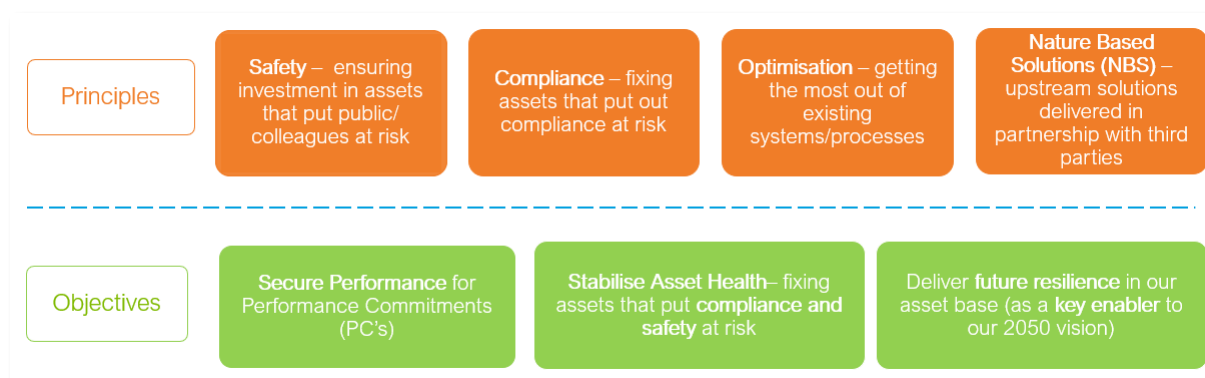 Principles
Safety – ensuring
investment in assets
that put public/
colleagues at risk
Compliance – fixing
assets that put out
compliance at risk
Optimisation – getting
the most out of
existing
systems/processes
Nature Based
Solutions (NBS) –
upstream solutions
delivered in
partnership with third
parties
Objectives
Secure Performance for
Performance Commitments
(PC's)
Stabilise Asset Health– fixing
assets that put compliance and
safety at risk
Deliver future resilience in our
asset base (as a key enabler to
our 2050 vision)